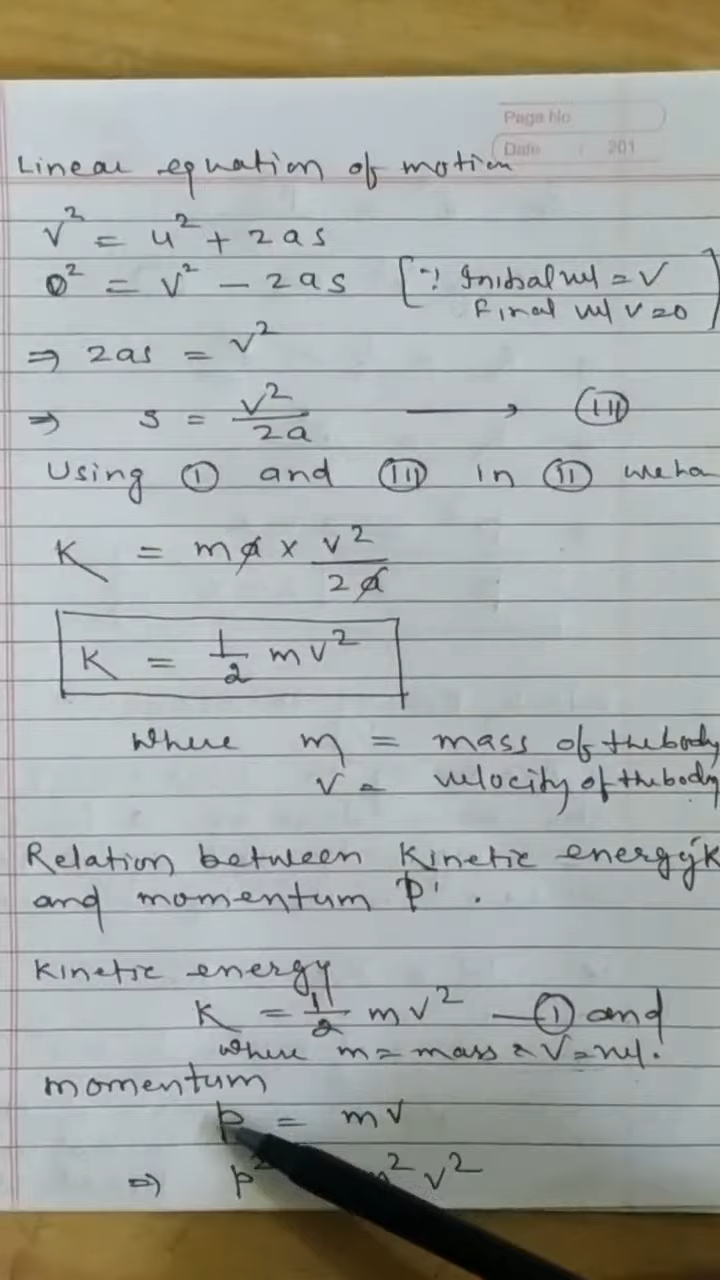 Page No
Date : 201
Linear equation of motion
v² = u² + 2as
0² = v² - 2as [∵ Initial vel = v
Final vel v=0]
⇒ 2as = v²
⇒ s = v²/2a → (III)
Using (I) and (III) in (II) we ha
K = ma × v²/2a
K = 1/2 mv²
where m = mass of the body
v = velocity of the body
Relation between Kinetic energy 'K
and momentum 'p'.
Kinetic energy
K = 1/2 mv² — (I) and
where m = mass & v = vel.
momentum
p = mv
⇒ p² m² v²